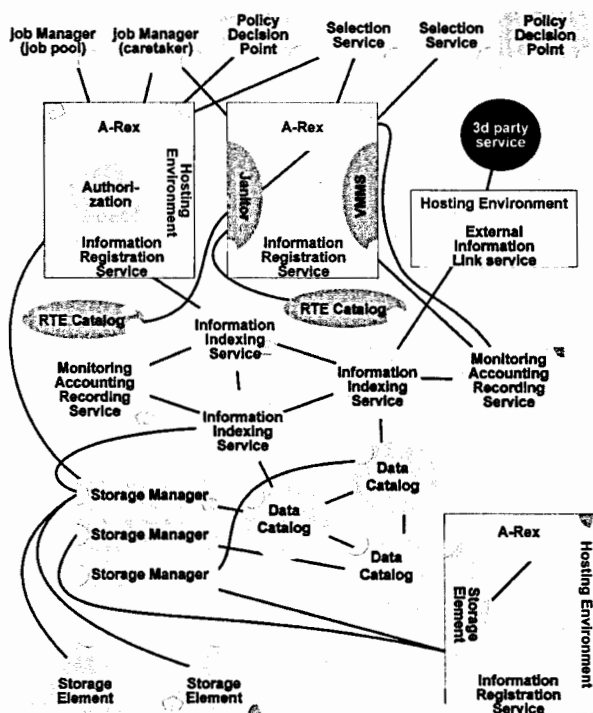 job Manager
(job pool)
job Manager
(caretaker)
Policy
Decision
Point
Selection
Service
Selection
Service
Policy
Decision
Point
A-Rex
Hosting
Environment
Authori-
zation
Information
Registration
Service
A-Rex
Janitor
VMMS
Information
Registration
Service
3d party
service
Hosting Environment
External
Information
Link service
RTE Catalog
RTE Catalog
Information
Indexing
Service
Monitoring
Accounting
Recording
Service
Information
Indexing
Service
Information
Indexing
Service
Monitoring
Accounting
Recording
Service
Storage Manager
Storage Manager
Storage Manager
Data
Catalog
Data
Catalog
Data
Catalog
A-Rex
Storage
Element
Hosting Environment
Information
Registration
Service
Storage
Element
Storage
Element